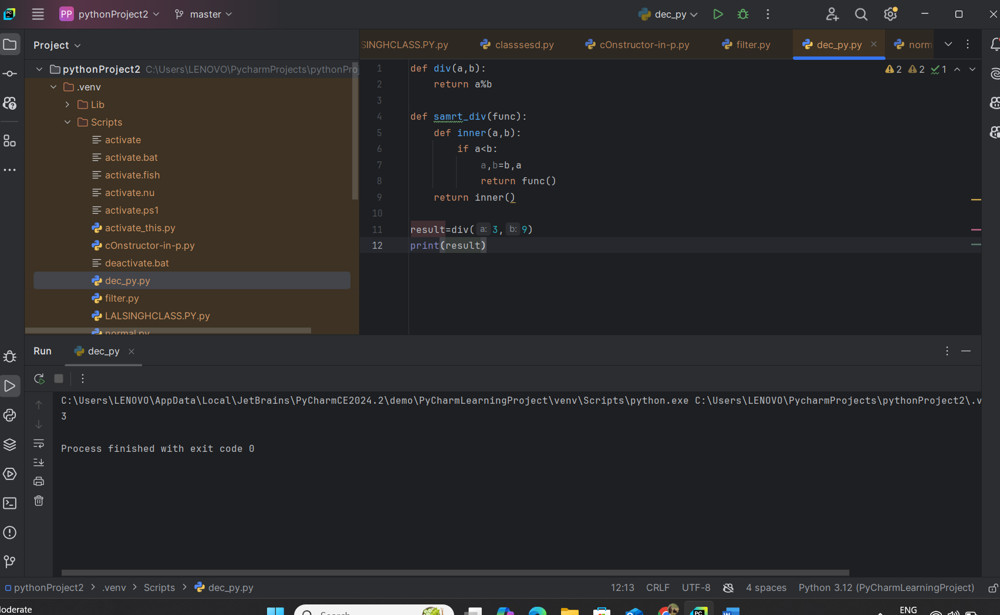 PC
PP pythonProject2 master dec_py
Project
SINGHCLASS.PY.py classsesd.py cOnstructor-in-p.py filter.py dec_py.py norm
pythonProject2 C:\Users\LENOVO\PycharmProjects\pythonPro
.venv
Lib
Scripts
activate
activate.bat
activate.fish
activate.nu
activate.ps1
activate_this.py
cOnstructor-in-p.py
deactivate.bat
dec_py.py
filter.py
LALSINGHCLASS.PY.py
normal.py
2 2 1
1 def div(a,b):
2     return a%b
3
4 def samrt_div(func):
5     def inner(a,b):
6         if a<b:
7             a,b=b,a
8             return func()
9     return inner()
10
11 result=div( a: 3, b: 9)
12 print(result)
Run dec_py
C:\Users\LENOVO\AppData\Local\JetBrains\PyCharmCE2024.2\demo\PyCharmLearningProject\venv\Scripts\python.exe C:\Users\LENOVO\PycharmProjects\pythonProject2\.v
3
Process finished with exit code 0
pythonProject2 > .venv > Scripts > dec_py.py 12:13 CRLF UTF-8 4 spaces Python 3.12 (PyCharmLearningProject)
loderate
Search
PC
ENG